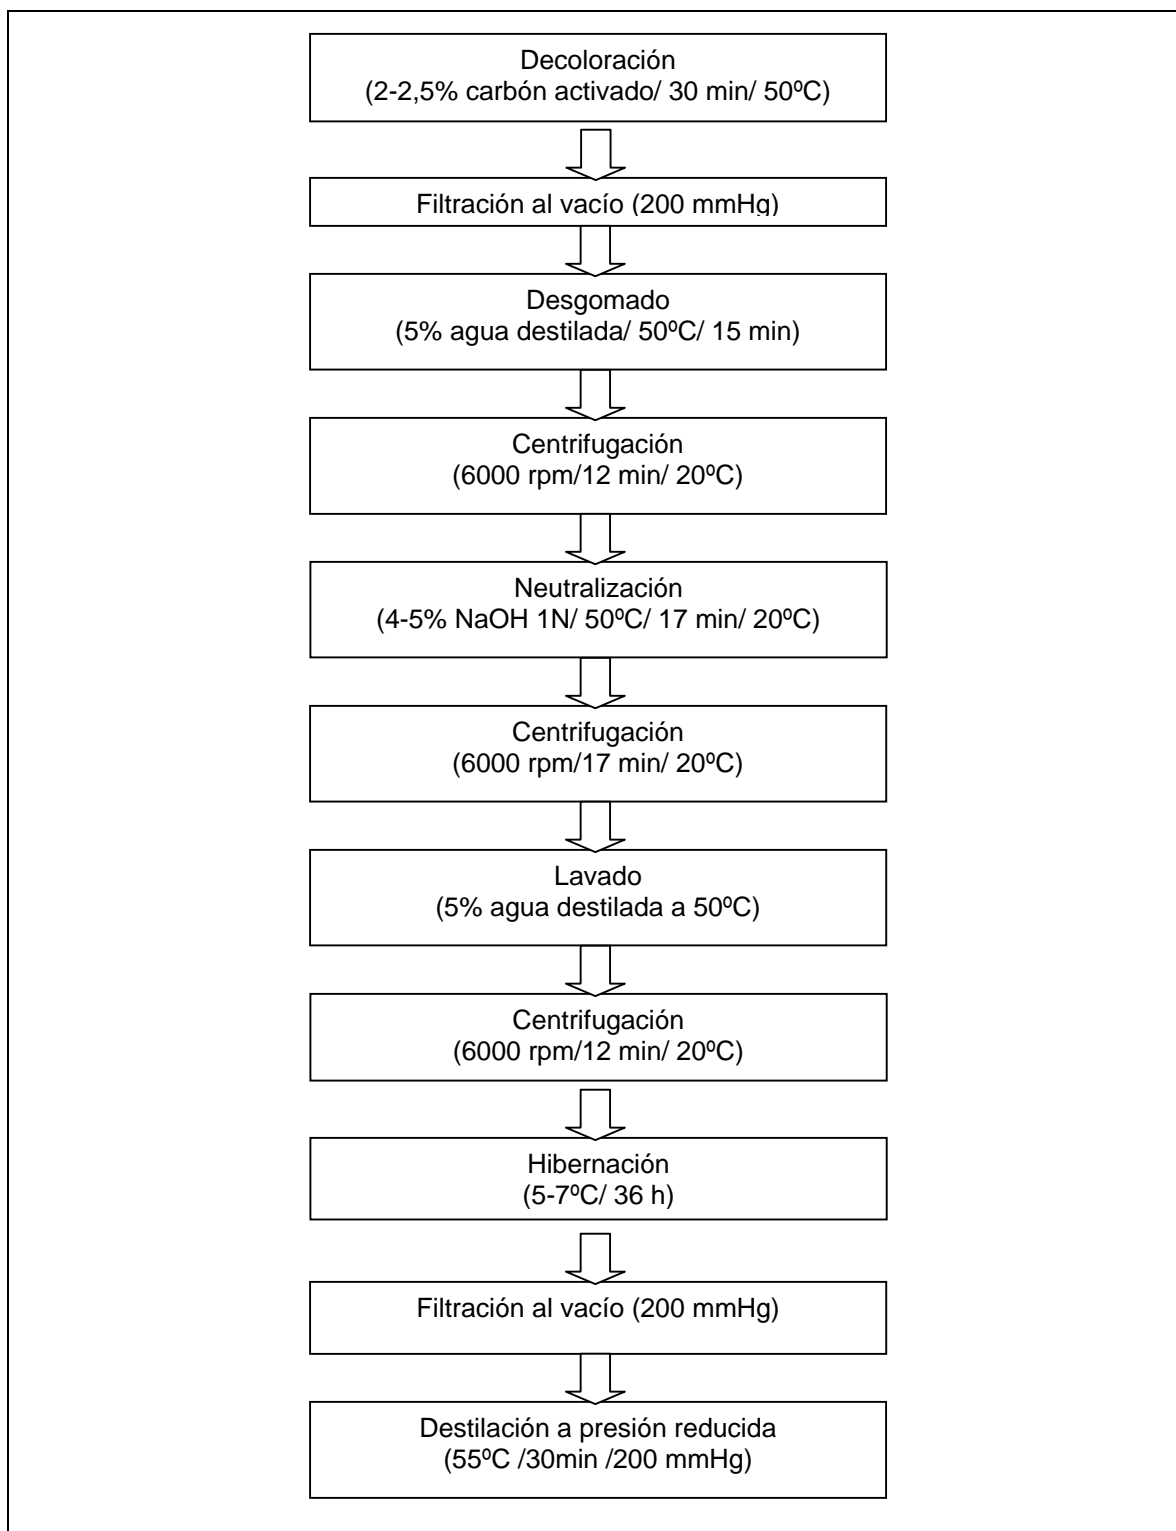 Decoloración
(2-2,5% carbón activado/ 30 min/ 50ºC)
Filtración al vacío (200 mmHg)
Desgomado
(5% agua destilada/ 50ºC/ 15 min)
Centrifugación
(6000 rpm/12 min/ 20ºC)
Neutralización
(4-5% NaOH 1N/ 50ºC/ 17 min/ 20ºC)
Centrifugación
(6000 rpm/17 min/ 20ºC)
Lavado
(5% agua destilada a 50ºC)
Centrifugación
(6000 rpm/12 min/ 20ºC)
Hibernación
(5-7ºC/ 36 h)
Filtración al vacío (200 mmHg)
Destilación a presión reducida
(55ºC /30min /200 mmHg)